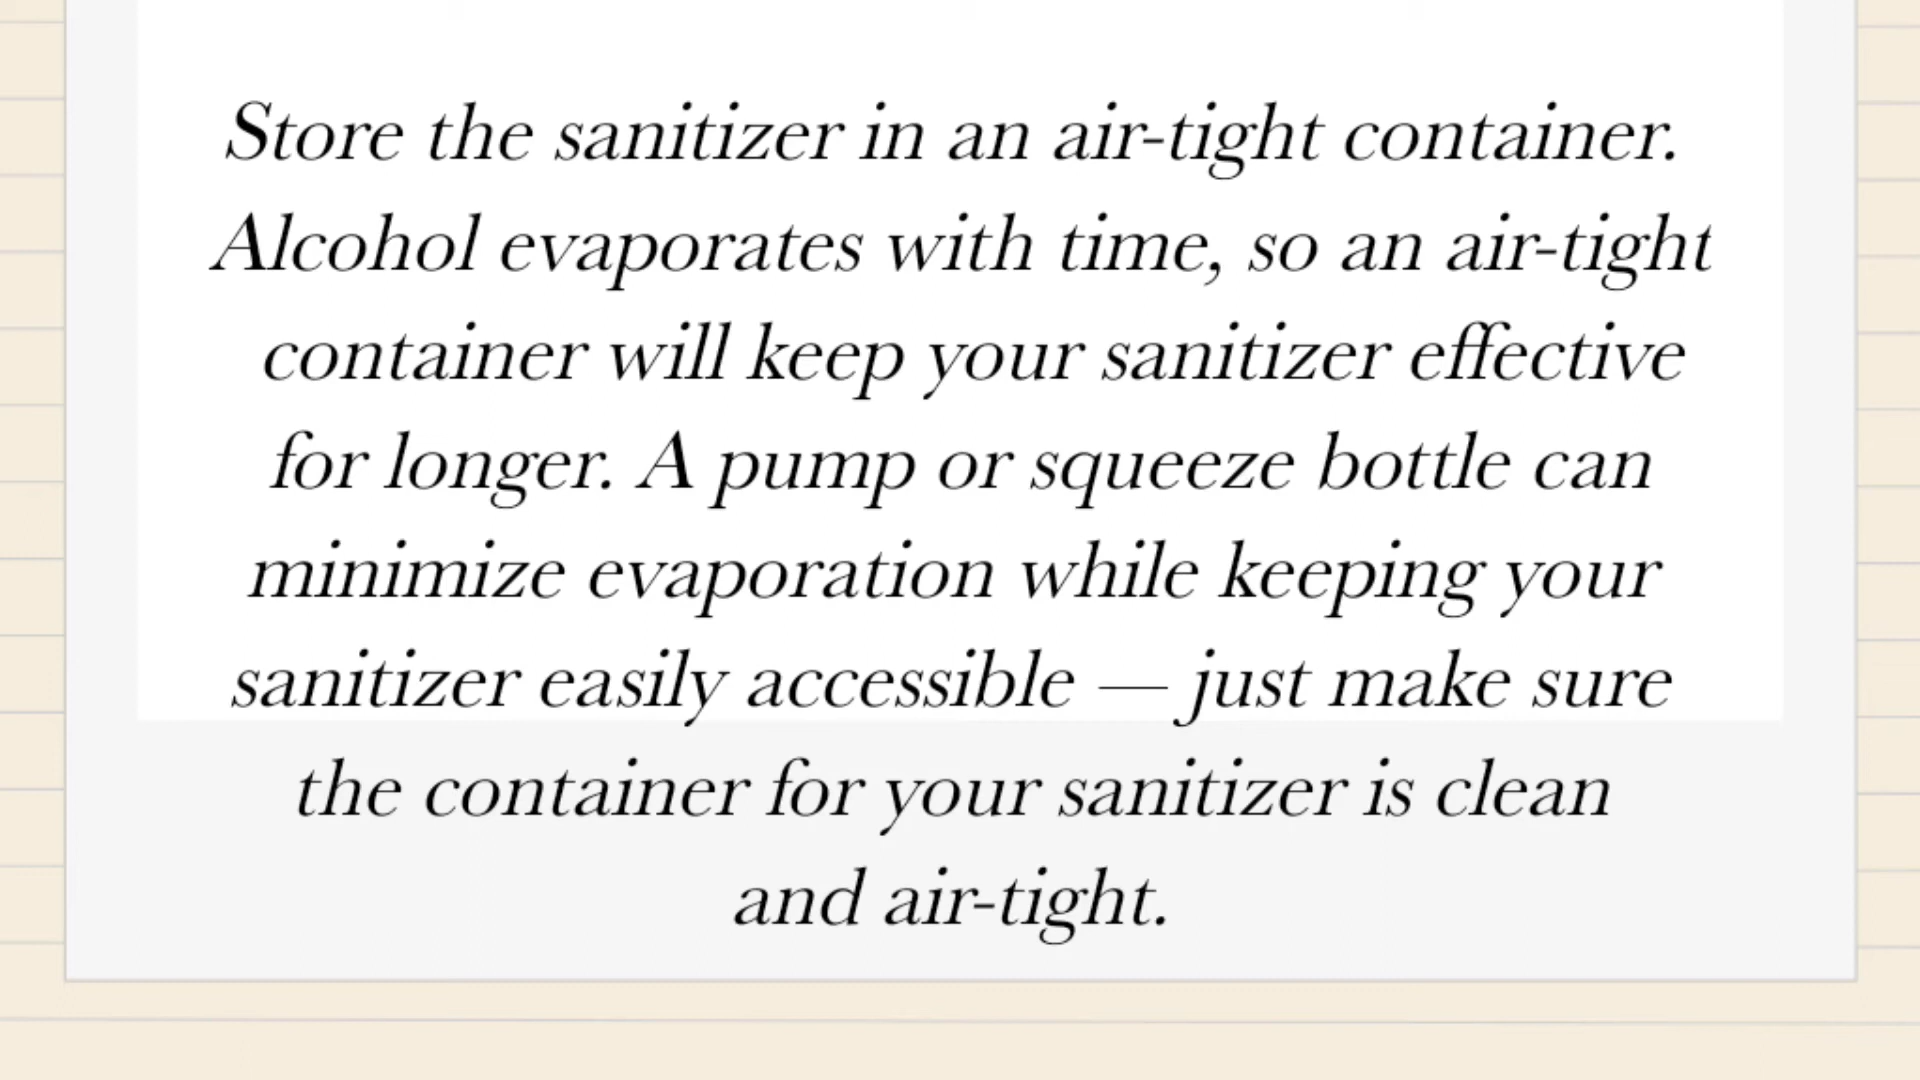 Store the sanitizer in an air-tight container.
Alcohol evaporates with time, so an air-tight
container will keep your sanitizer effective
for longer. A pump or squeeze bottle can
minimize evaporation while keeping your
sanitizer easily accessible — just make sure
the container for your sanitizer is clean
and air-tight.